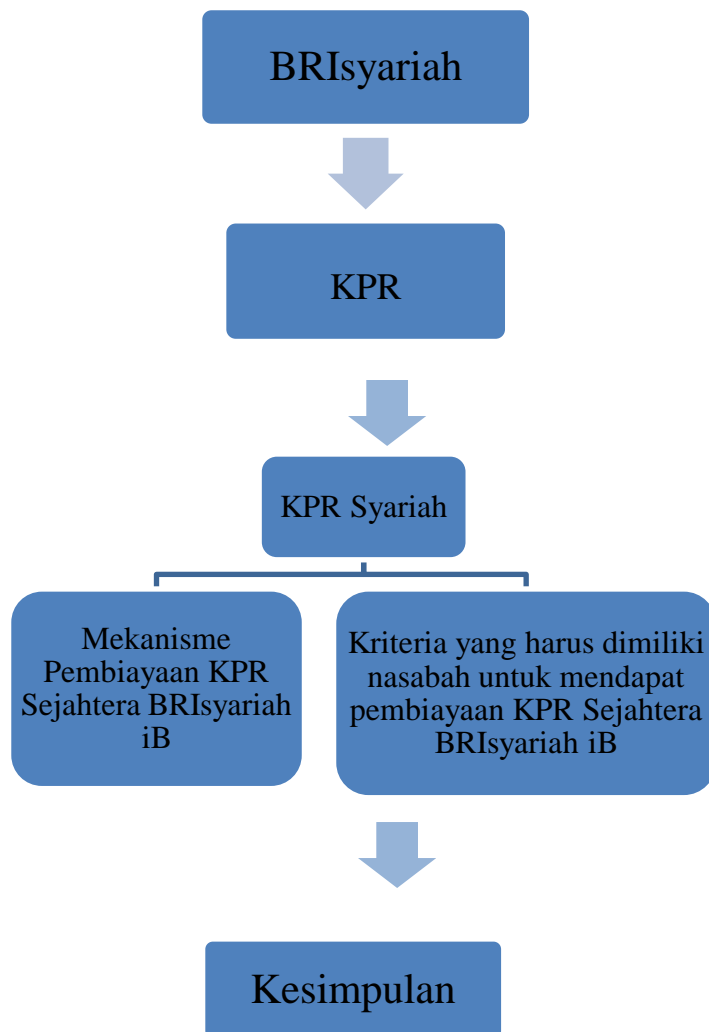 BRIsyariah
KPR
KPR Syariah
Mekanisme
Pembiayaan KPR
Sejahtera BRIsyariah
iB
Kriteria yang harus dimiliki
nasabah untuk mendapat
pembiayaan KPR Sejahtera
BRIsyariah iB
Kesimpulan